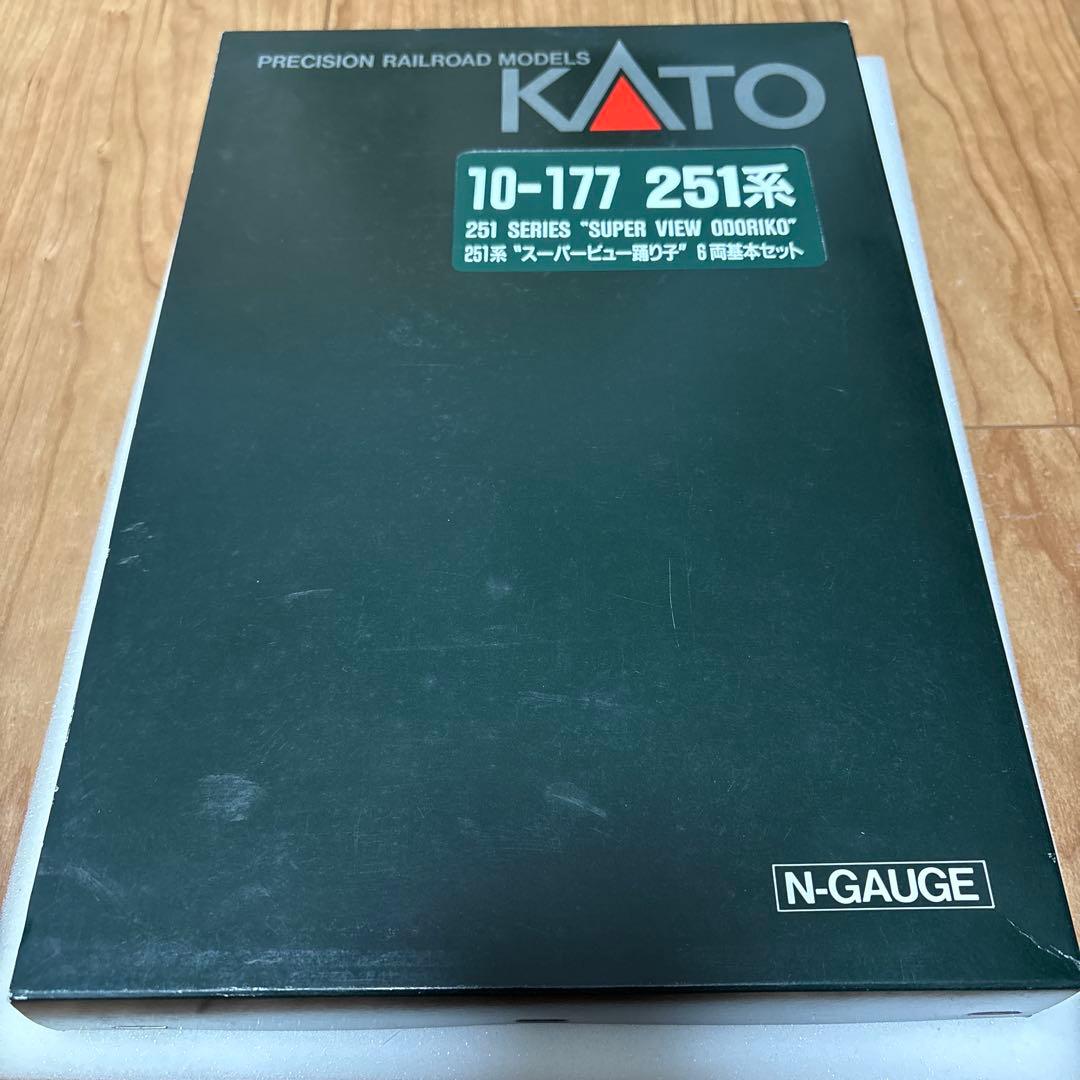 PRECISION RAILROAD MODELS
KATO
10-177 251系
251 SERIES "SUPER VIEW ODORIKO"
251系 "スーパービュー踊り子" 6両基本セット
N-GAUGE